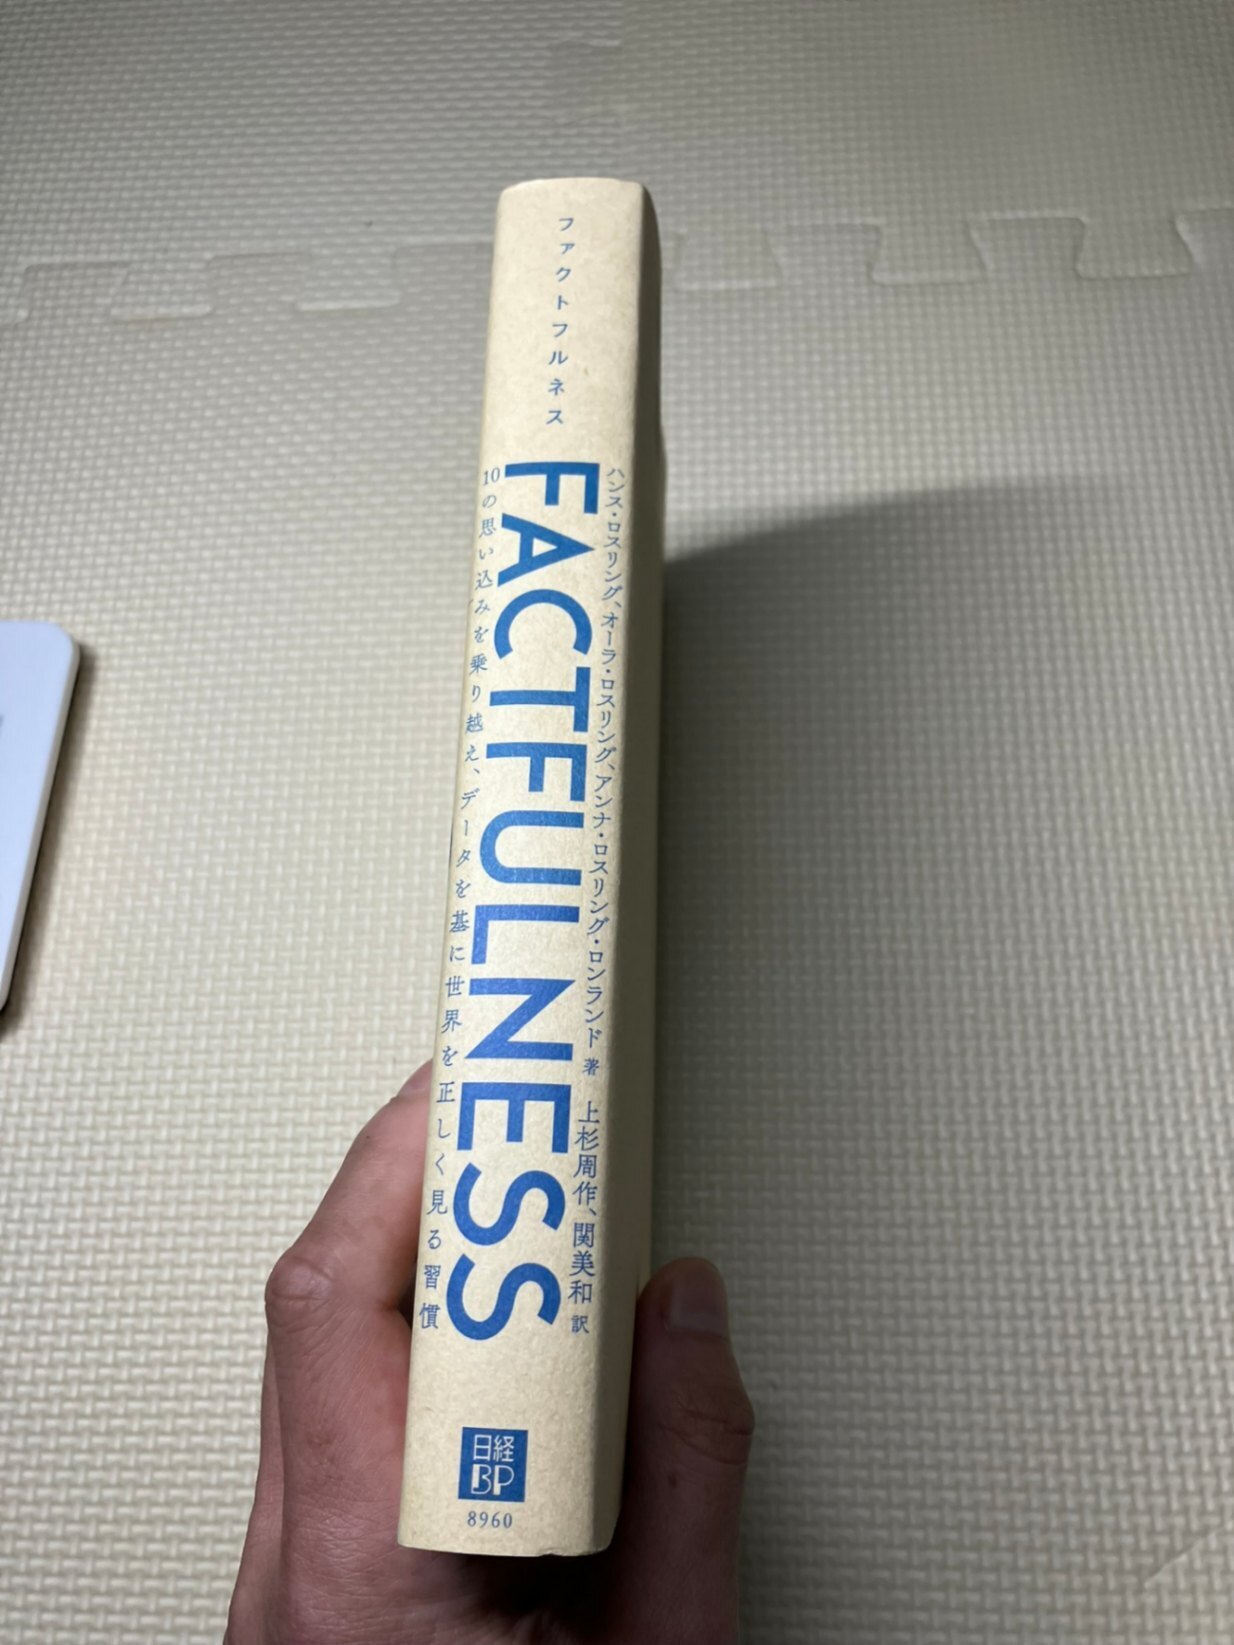 ファクトフルネス
FACTFULNESS
ハンス・ロスリング、オーラ・ロスリング、アンナ・ロスリング・ロンランド 著 上杉周作、関美和 訳
10の思い込みを乗り越え、データを基に世界を正しく見る習慣
日経
BP
8960